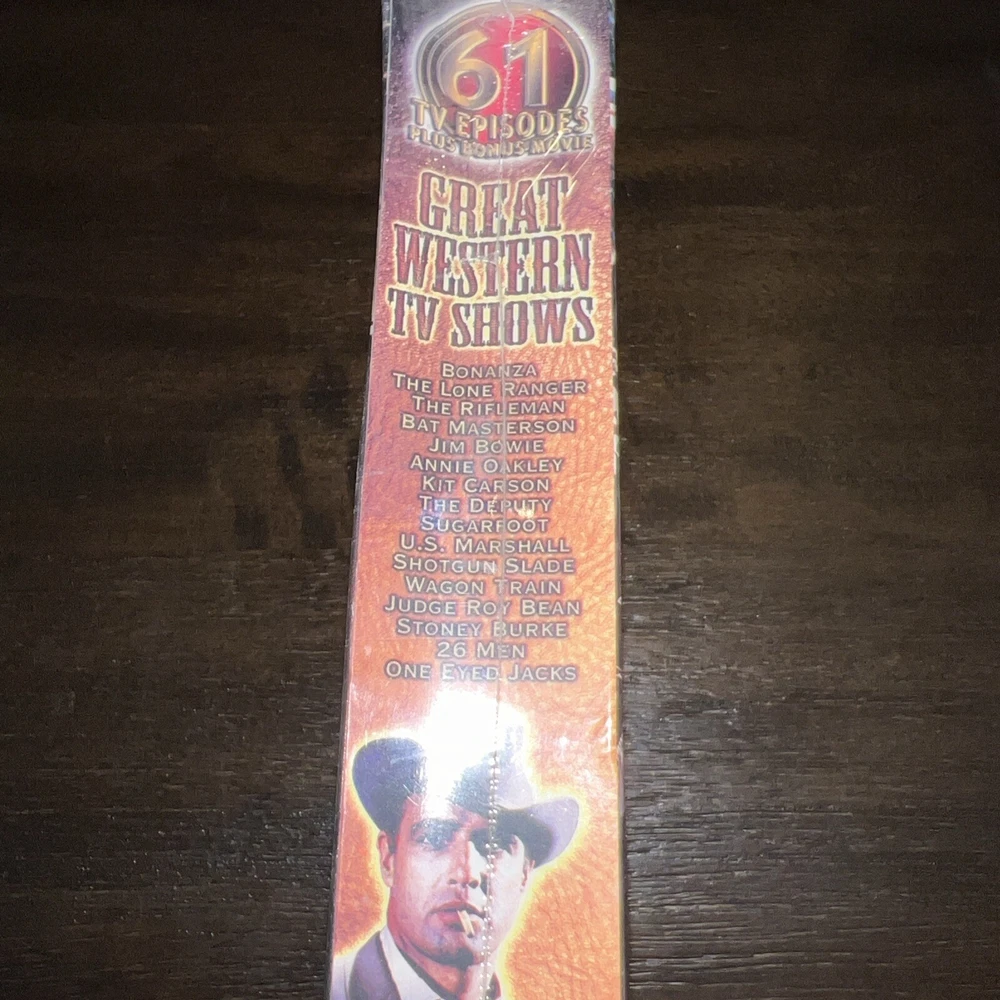 61
TV EPISODES
PLUS BONUS MOVIE
GREAT
WESTERN
TV SHOWS
BONANZA
THE LONE RANGER
THE RIFLEMAN
BAT MASTERSON
JIM BOWIE
ANNIE OAKLEY
KIT CARSON
THE DEPUTY
SUGARFOOT
U.S. MARSHALL
SHOTGUN SLADE
WAGON TRAIN
JUDGE ROY BEAN
STONEY BURKE
26 MEN
ONE EYED JACKS